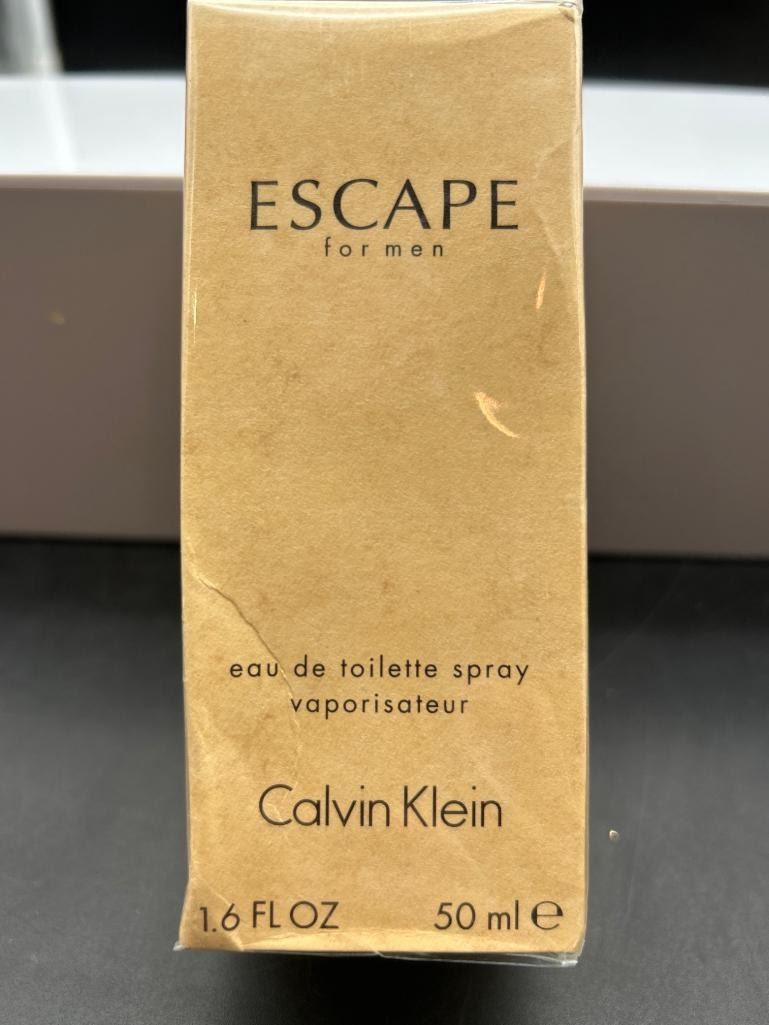 ESCAPE
for men
eau de toilette spray
vaporisateur
Calvin Klein
1.6 FL OZ 50 ml ℮